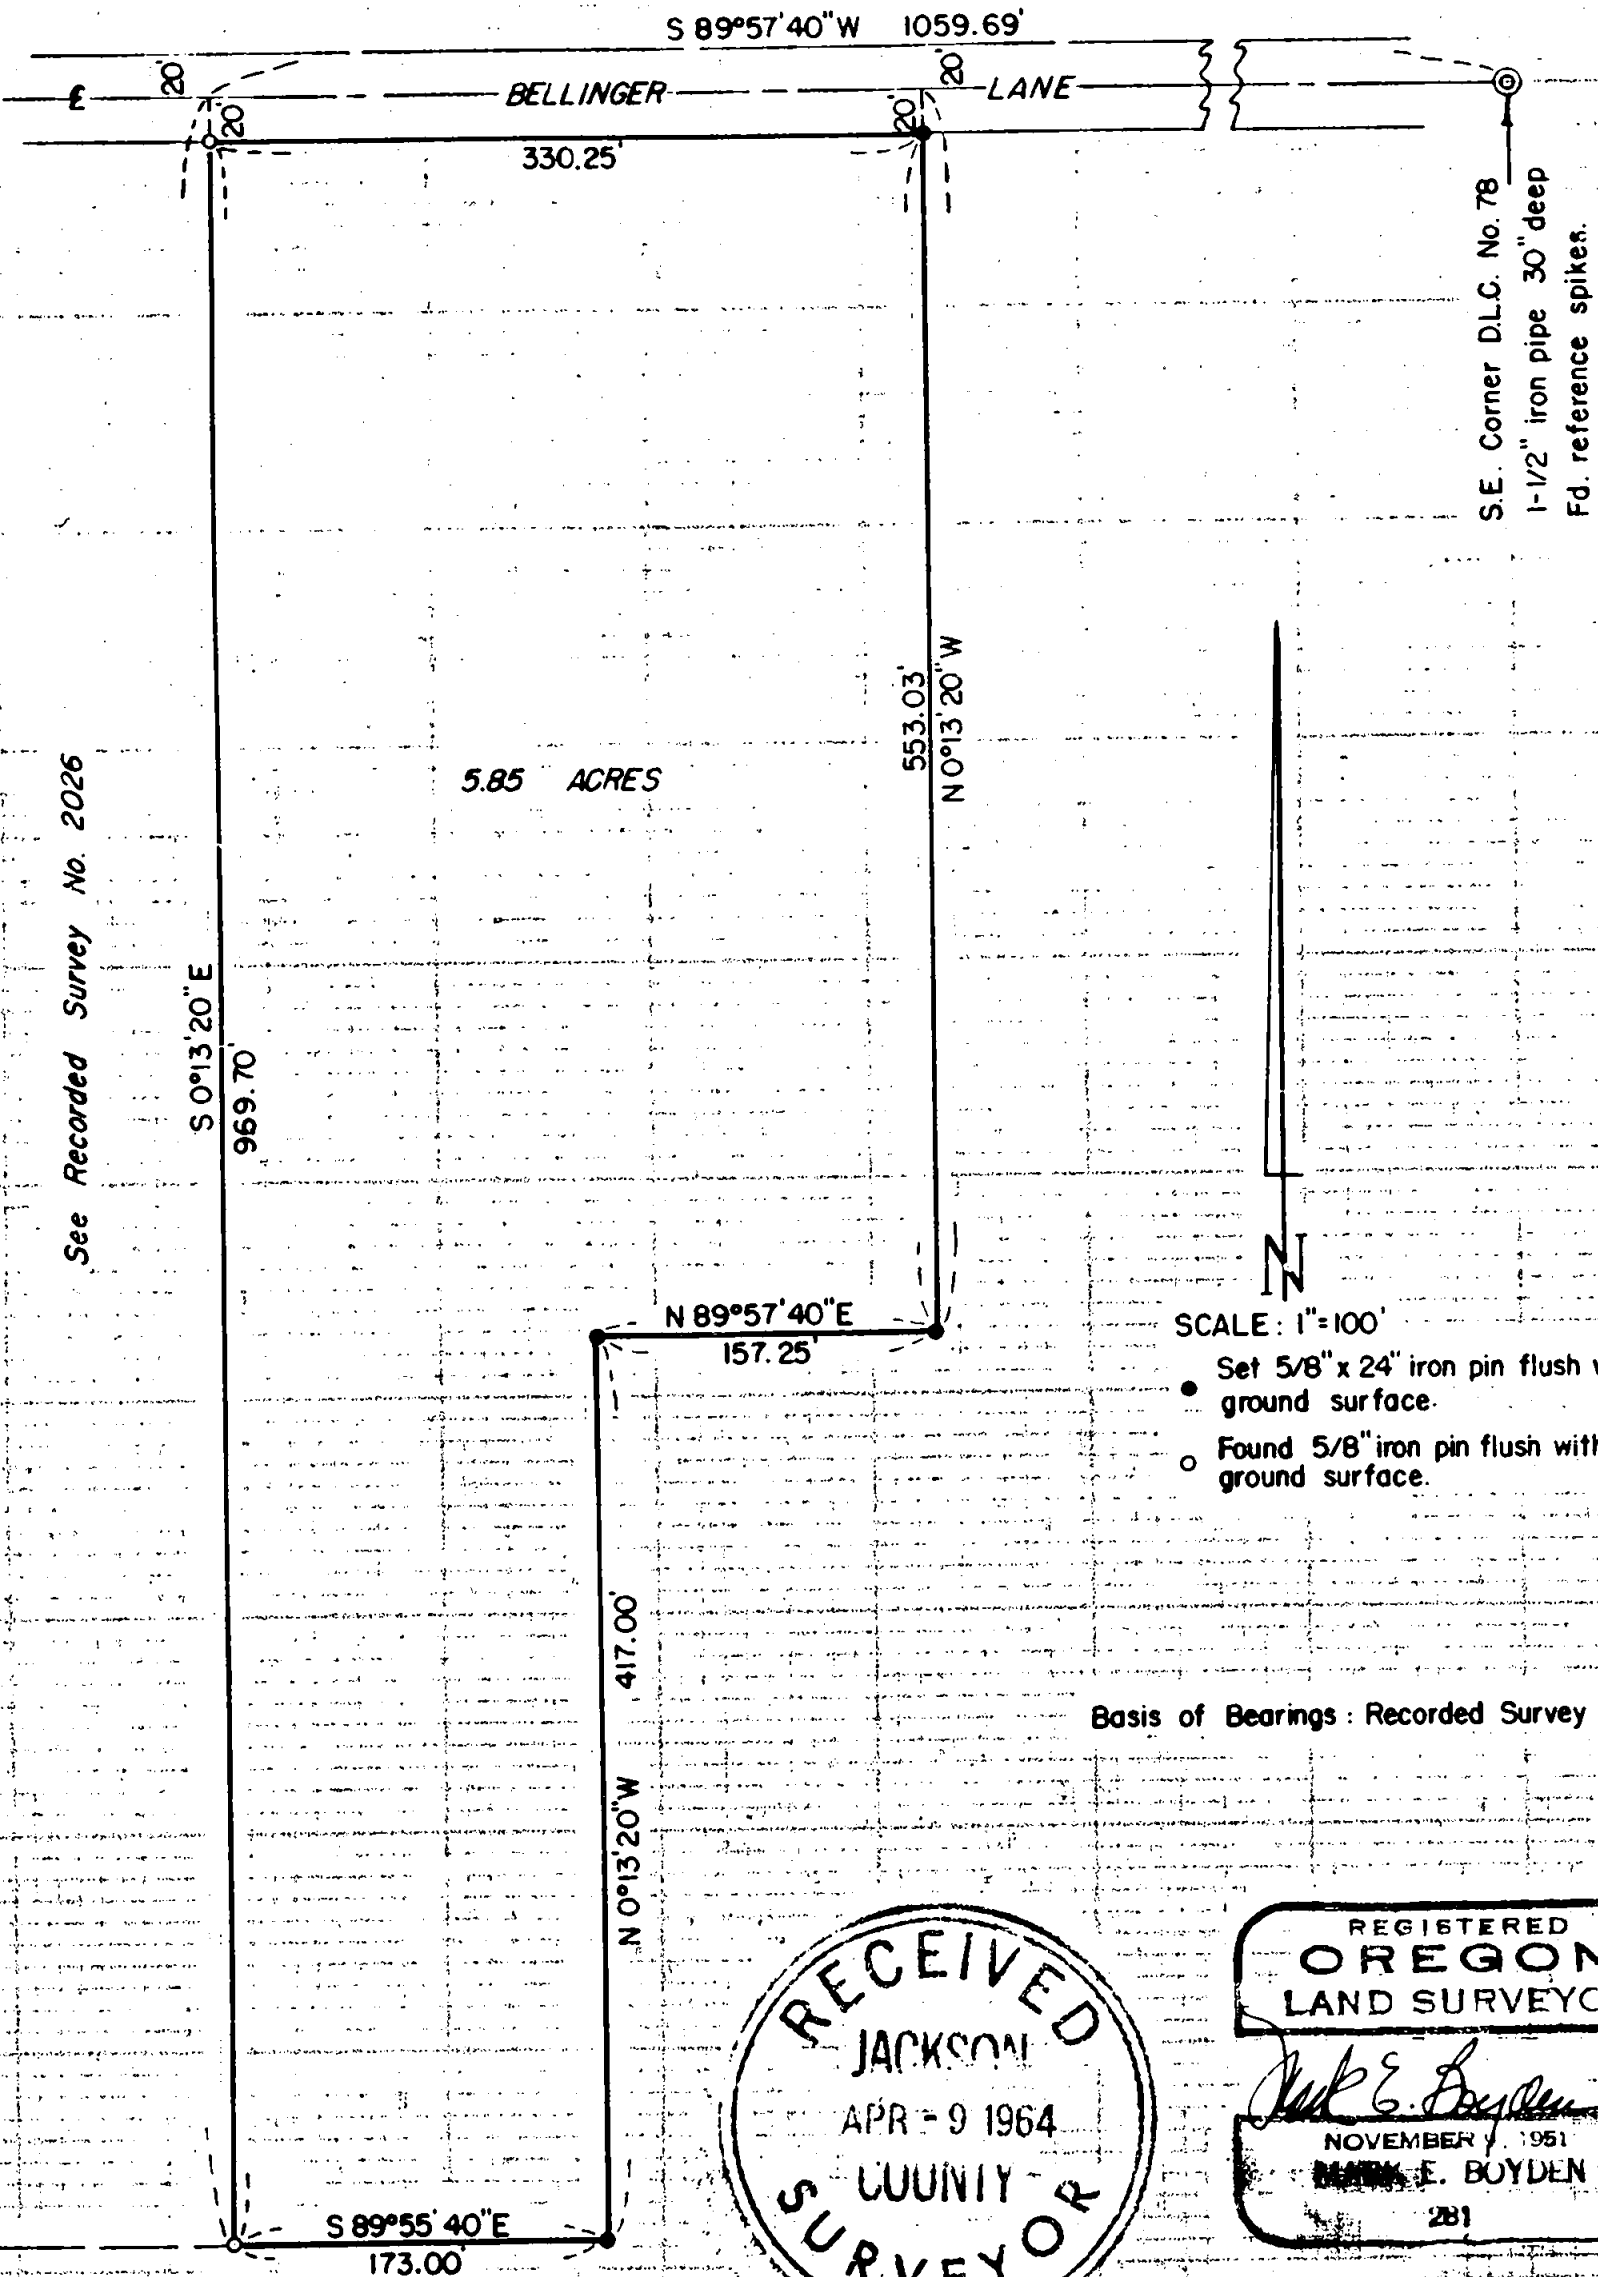 S 89°57'40"W 1059.69'
20'
20'
℄
BELLINGER LANE
20'
20'
330.25'
S.E. Corner D.L.C. No. 78
1-1/2" iron pipe 30" deep
Fd. reference spikes.
553.03'
N 0°13'20"W
See Recorded Survey No. 2026
5.85 ACRES
S 0°13'20"E
969.70'
N 89°57'40"E
157.25'
N
SCALE: 1"=100'
● Set 5/8" x 24" iron pin flush
ground surface.
○ Found 5/8" iron pin flush with
ground surface.
417.00'
N 0°13'20"W
Basis of Bearings: Recorded Survey
RECEIVED
JACKSON
APR - 9 1964
COUNTY
SURVEYOR
REGISTERED
OREGON
LAND SURVEYO
Mark E. Boyden
NOVEMBER 1951
MARK E. BOYDEN
281
S 89°55'40"E
173.00'